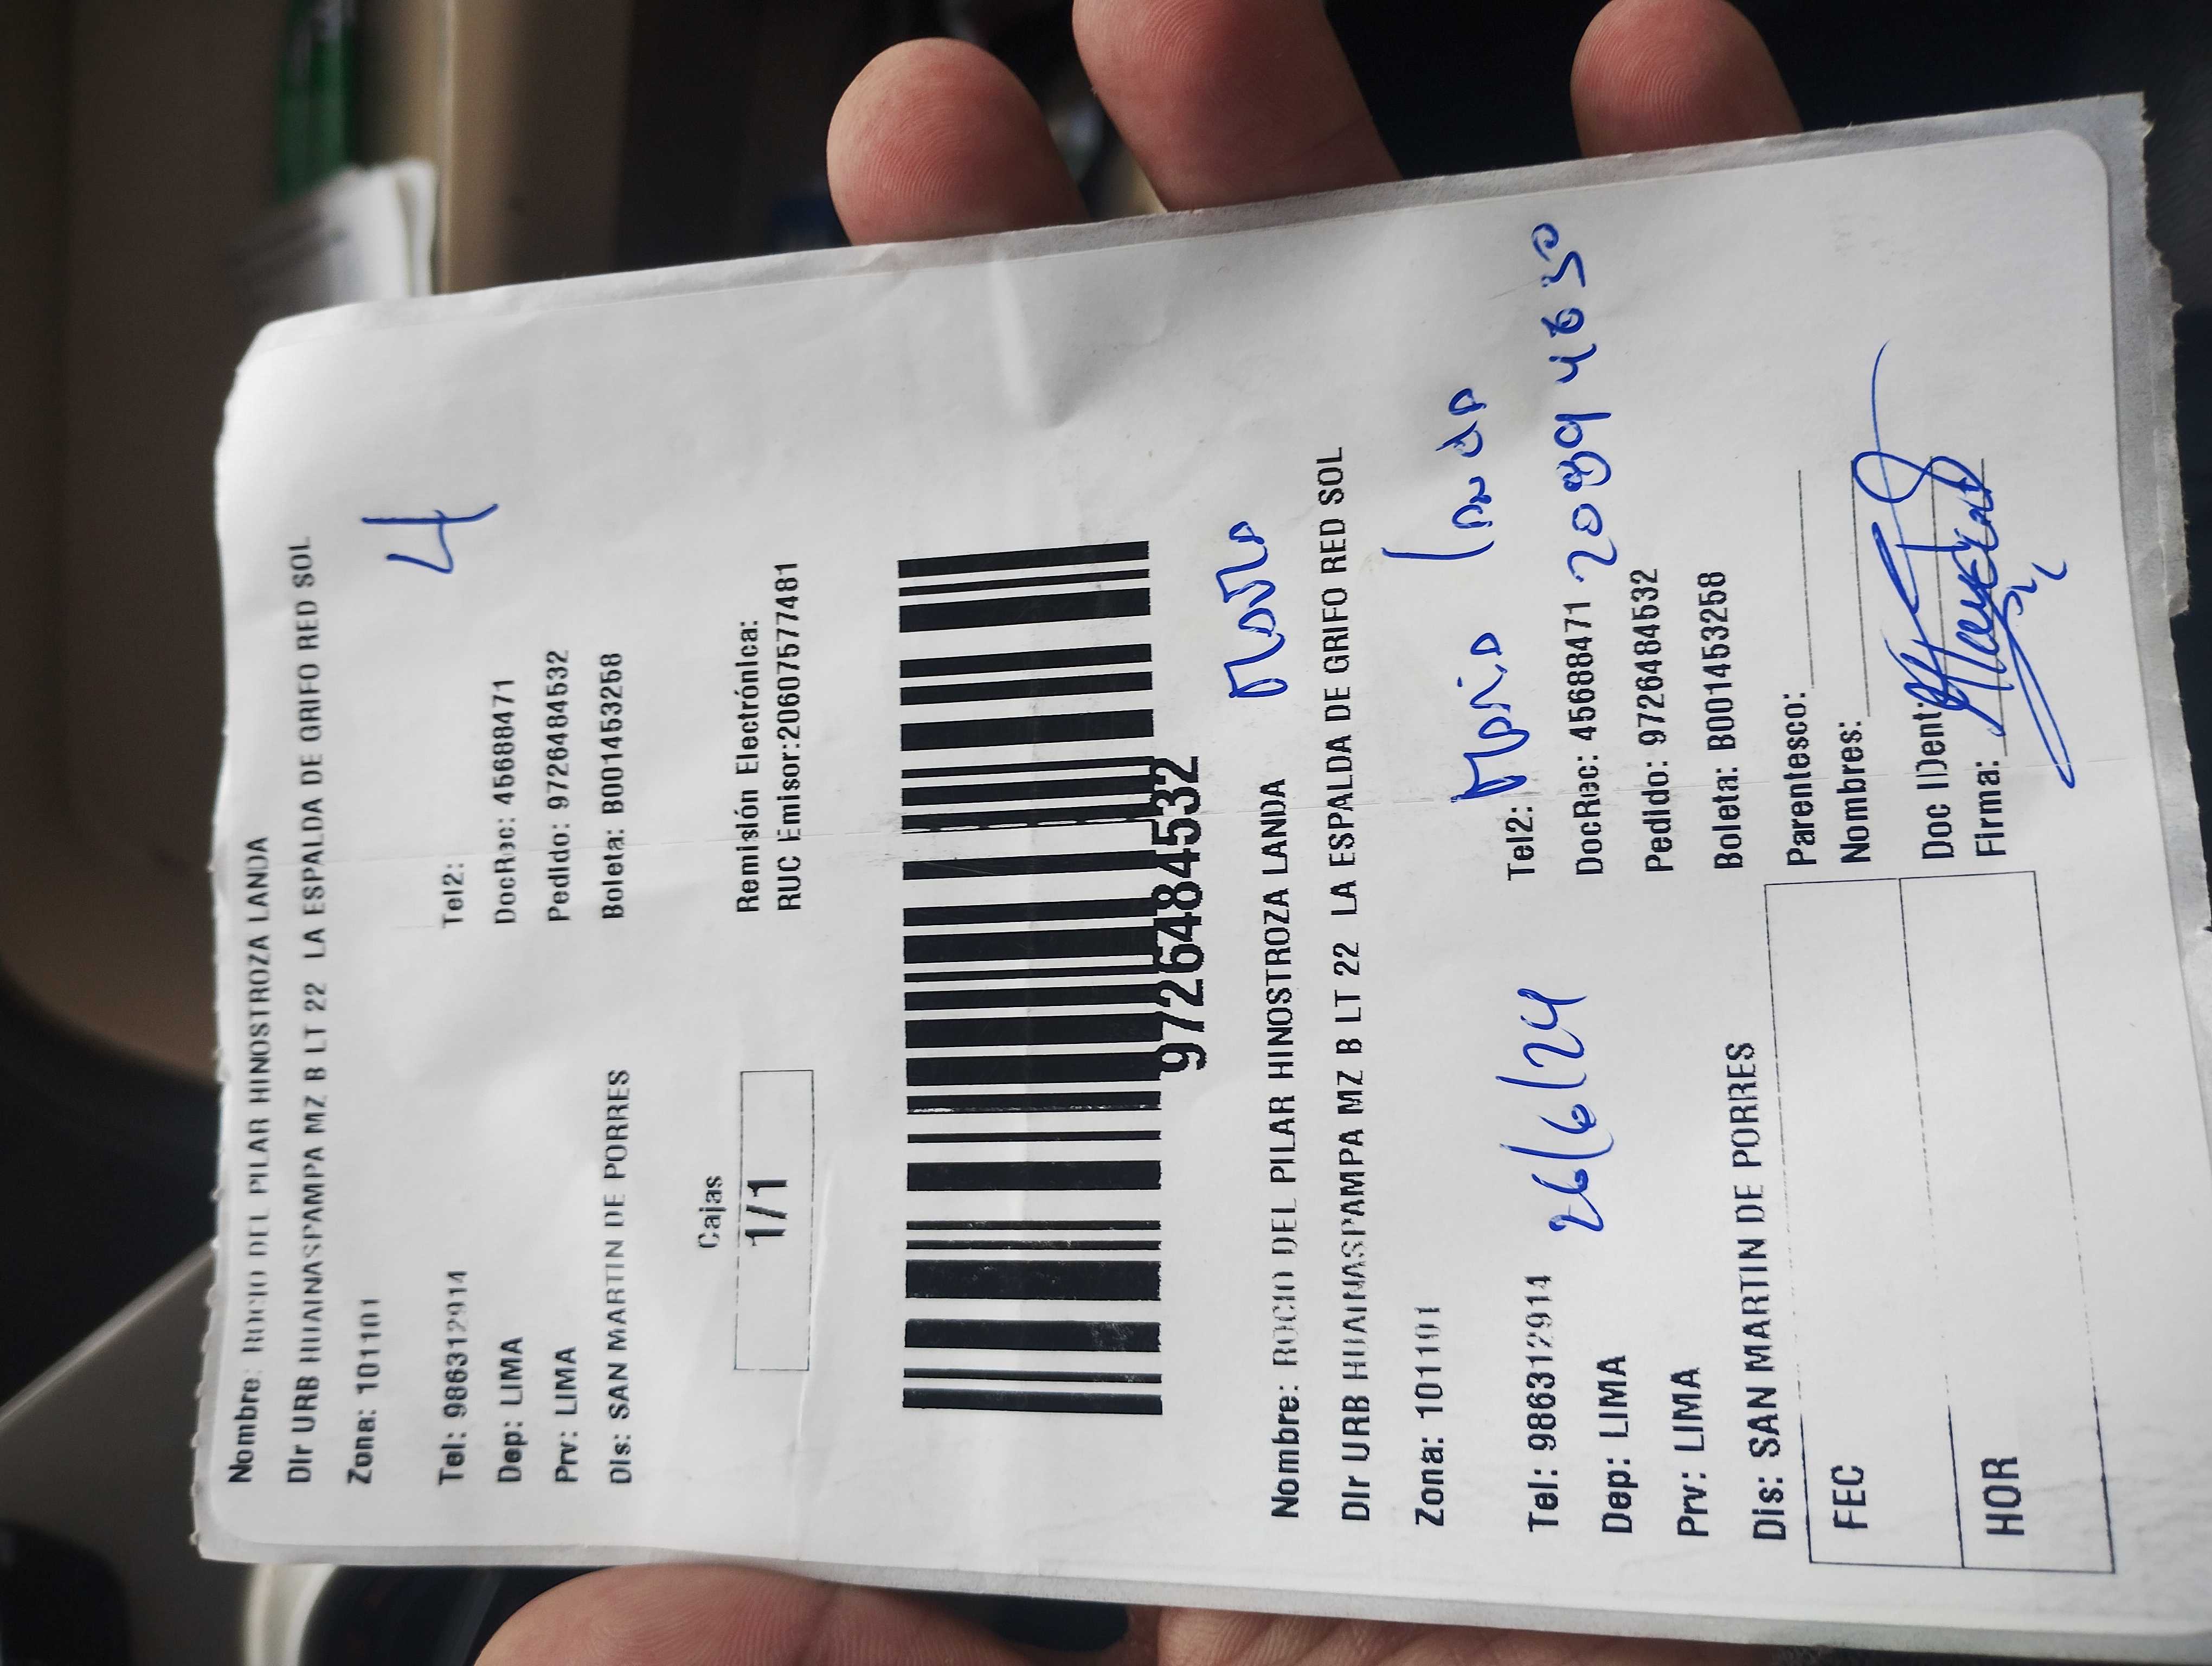 Nombre: ROCIO DEL PILAR HINOSTROZA LANDA
DIr URB HUAINASPAMPA MZ B LT 22 LA ESPALDA DE GRIFO RED SOL
Zona: 101101
4
Tel: 986312914 Tel2:
Dep: LIMA DocRec: 45688471
Prv: LIMA Pedido: 9726484532
DIs: SAN MARTIN DE PORRES Boleta: B001453258
Cajas
1/1
Remisión Electrónica:
RUC Emisor:20607577481
9726484532
Nombre: ROCIO DEL PILAR HINOSTROZA LANDA
DIr URB HUAINASPAMPA MZ B LT 22 LA ESPALDA DE GRIFO RED SOL
Zona: 101101
Tel: 986312914 26/6/24 Tel2:
Dep: LIMA DocRec: 45688471
Prv: LIMA Pedido: 9726484532
Dis: SAN MARTIN DE PORRES Boleta: B001453258
FEC
HOR
Parentesco:
Nombres:
Doc IDent:
Firma: